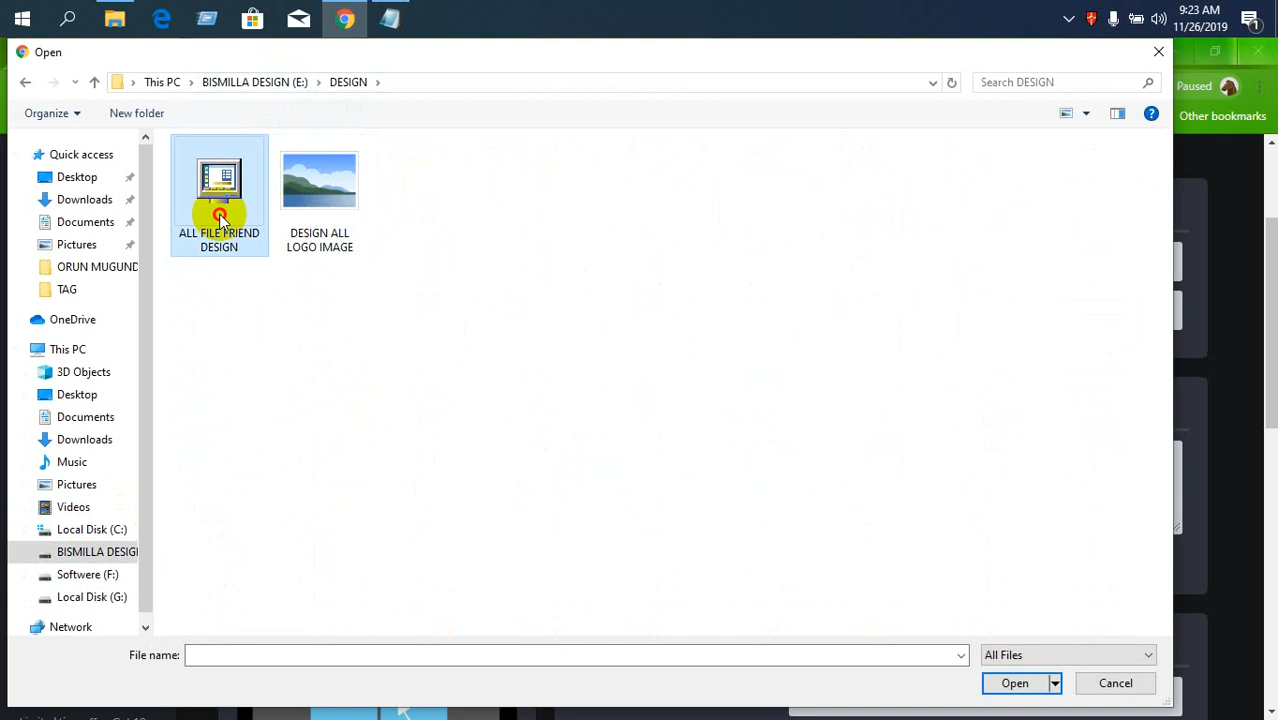 9:23 AM
11/26/2019
1
Open
This PC
BISMILLA DESIGN (E:)
DESIGN
Search DESIGN
Paused
Organize
New folder
Other bookmarks
Quick access
Desktop
Downloads
Documents
Pictures
ORUN MUGUND
TAG
OneDrive
This PC
3D Objects
Desktop
Documents
Downloads
Music
Pictures
Videos
Local Disk (C:)
BISMILLA DESIG
Softwere (F:)
Local Disk (G:)
Network
ALL FILE FRIEND
DESIGN
DESIGN ALL
LOGO IMAGE
File name:
All Files
Open
Cancel